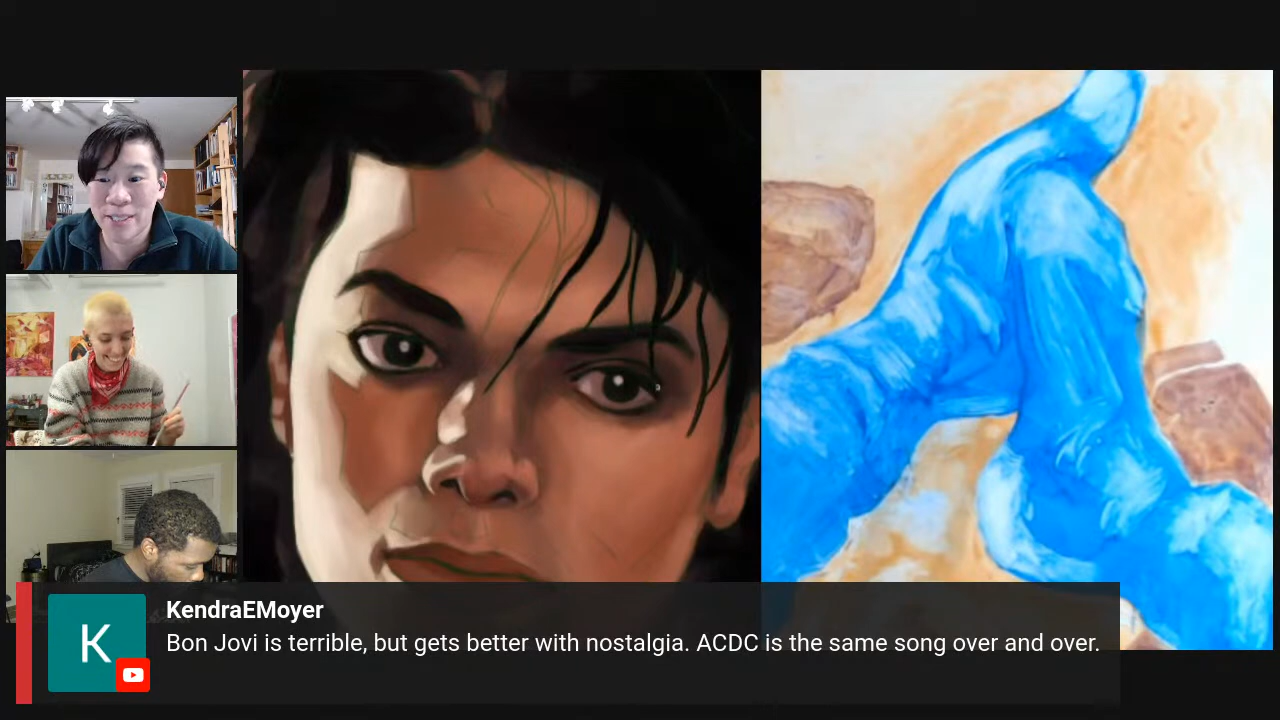 K
KendraEMoyer
Bon Jovi is terrible, but gets better with nostalgia. ACDC is the same song over and over.